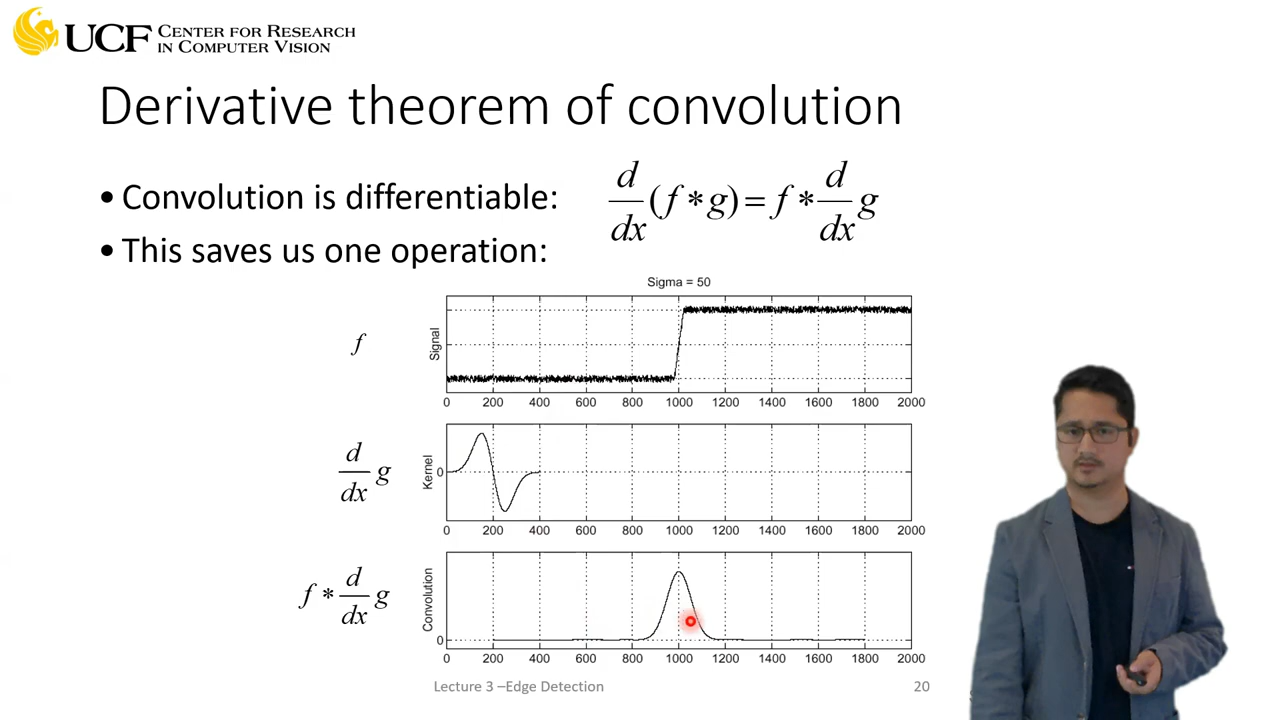 UCF CENTER FOR RESEARCH
IN COMPUTER VISION
Derivative theorem of convolution
• Convolution is differentiable: d/dx (f * g) = f * d/dx g
• This saves us one operation:
Sigma = 50
f
Signal
0 200 400 600 800 1000 1200 1400 1600 1800 2000
d/dx g
Kernel
0
0 200 400 600 800 1000 1200 1400 1600 1800 2000
f * d/dx g
Convolution
0
0 200 400 600 800 1000 1200 1400 1600 1800 2000
Lecture 3 –Edge Detection 20